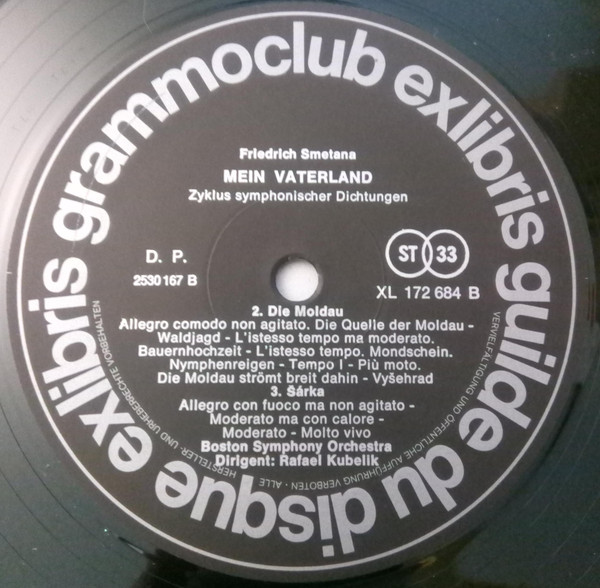 grammoclub exlibris guilde du disque exlibris
Friedrich Smetana
MEIN VATERLAND
Zyklus symphonischer Dichtungen
D. P.
2530 167 B
ST 33
XL 172 684 B
2. Die Moldau
Allegro comodo non agitato. Die Quelle der Moldau -
Waldjagd - L'istesso tempo ma moderato.
Bauernhochzeit - L'istesso tempo. Mondschein.
Nymphenreigen - Tempo I - Più moto.
Die Moldau strömt breit dahin - Vyšehrad
3. Šárka
Allegro con fuoco ma non agitato -
Moderato ma con calore -
Moderato - Molto vivo
Boston Symphony Orchestra
Dirigent: Rafael Kubelik
HERSTELLER- UND URHEBERRECHTE VORBEHALTEN
VERVIELFÄLTIGUNG UND ÖFFENTLICHE AUFFÜHRUNG VERBOTEN · ALLE